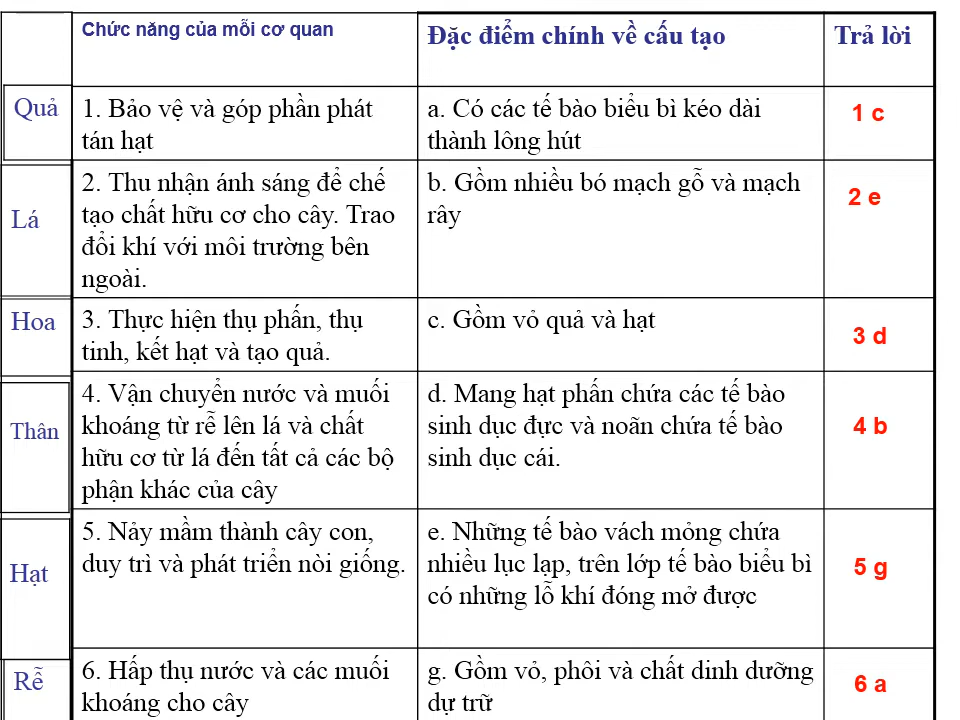 Chức năng của mỗi cơ quan
Đặc điểm chính về cấu tạo
Trả lời
Quả
1. Bảo vệ và góp phần phát
tán hạt
a. Có các tế bào biểu bì kéo dài
thành lông hút
1 c
Lá
2. Thu nhận ánh sáng để chế
tạo chất hữu cơ cho cây. Trao
đổi khí với môi trường bên
ngoài.
b. Gồm nhiều bó mạch gỗ và mạch
rây
2 e
Hoa
3. Thực hiện thụ phấn, thụ
tinh, kết hạt và tạo quả.
c. Gồm vỏ quả và hạt
3 d
Thân
4. Vận chuyển nước và muối
khoáng từ rễ lên lá và chất
hữu cơ từ lá đến tất cả các bộ
phận khác của cây
d. Mang hạt phấn chứa các tế bào
sinh dục đực và noãn chứa tế bào
sinh dục cái.
4 b
Hạt
5. Nảy mầm thành cây con,
duy trì và phát triển nòi giống.
e. Những tế bào vách mỏng chứa
nhiều lục lạp, trên lớp tế bào biểu bì
có những lỗ khí đóng mở được
5 g
Rễ
6. Hấp thụ nước và các muối
khoáng cho cây
g. Gồm vỏ, phôi và chất dinh dưỡng
dự trữ
6 a